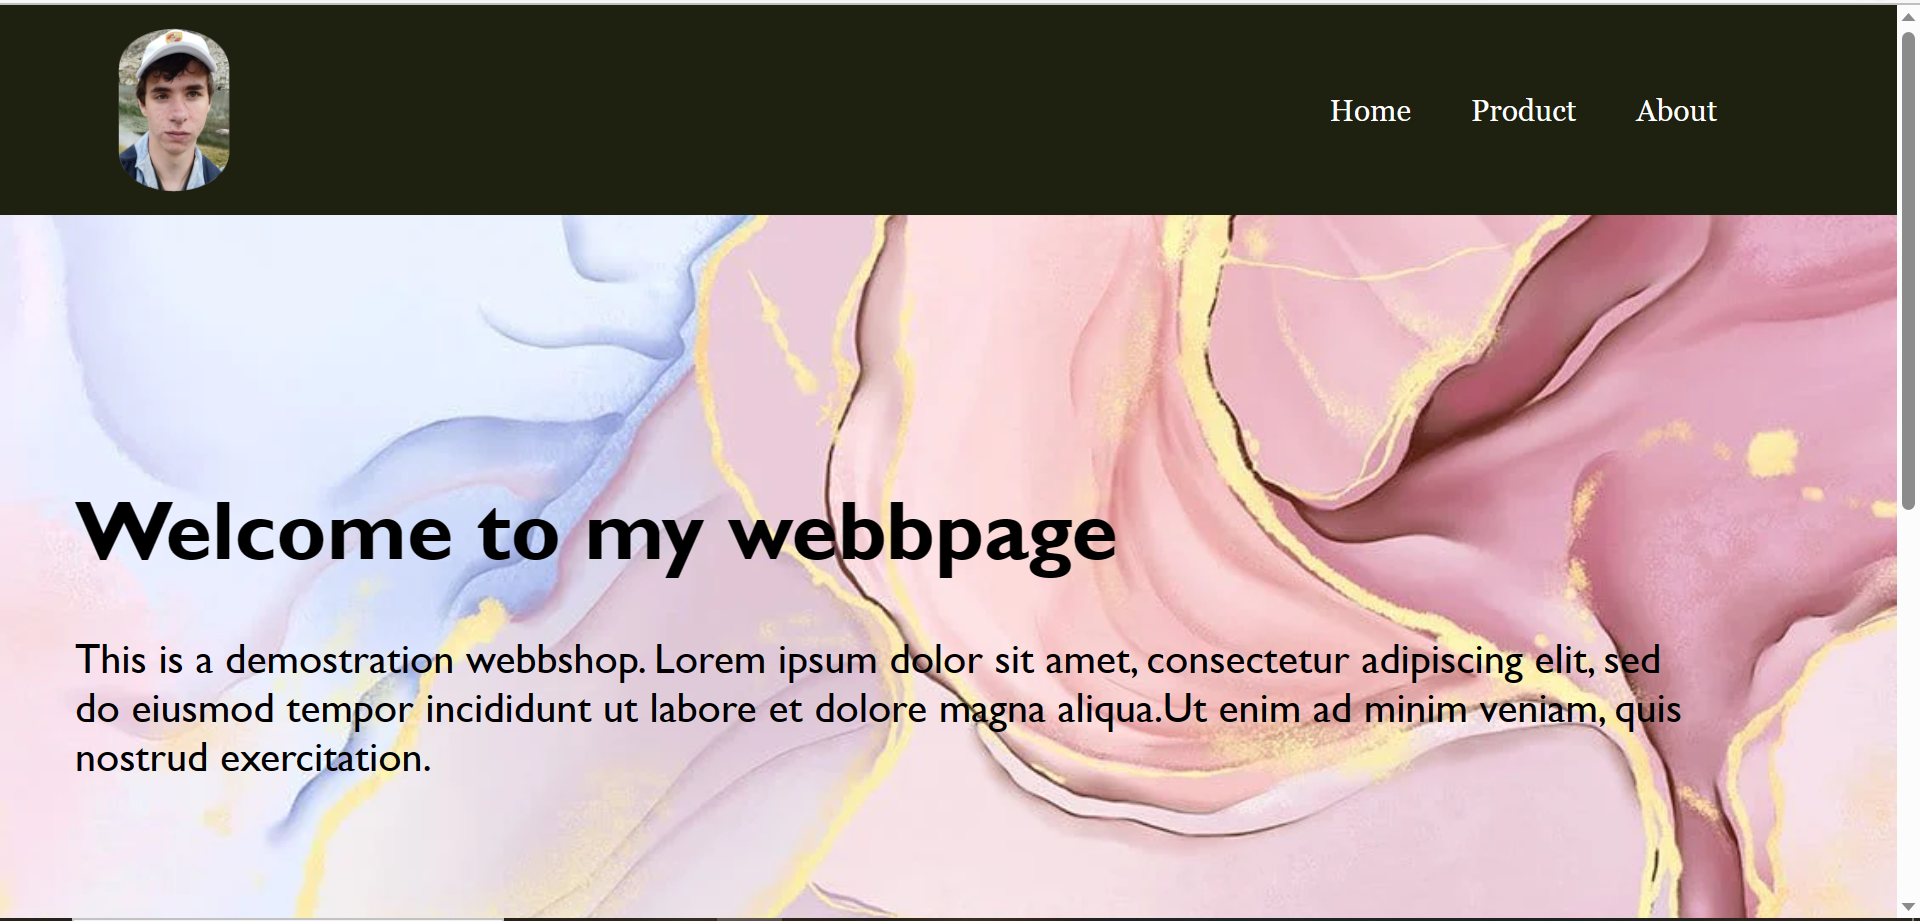 Home Product About
Welcome to my webbpage
This is a demostration webbshop. Lorem ipsum dolor sit amet, consectetur adipiscing elit, sed
do eiusmod tempor incididunt ut labore et dolore magna aliqua.Ut enim ad minim veniam, quis
nostrud exercitation.